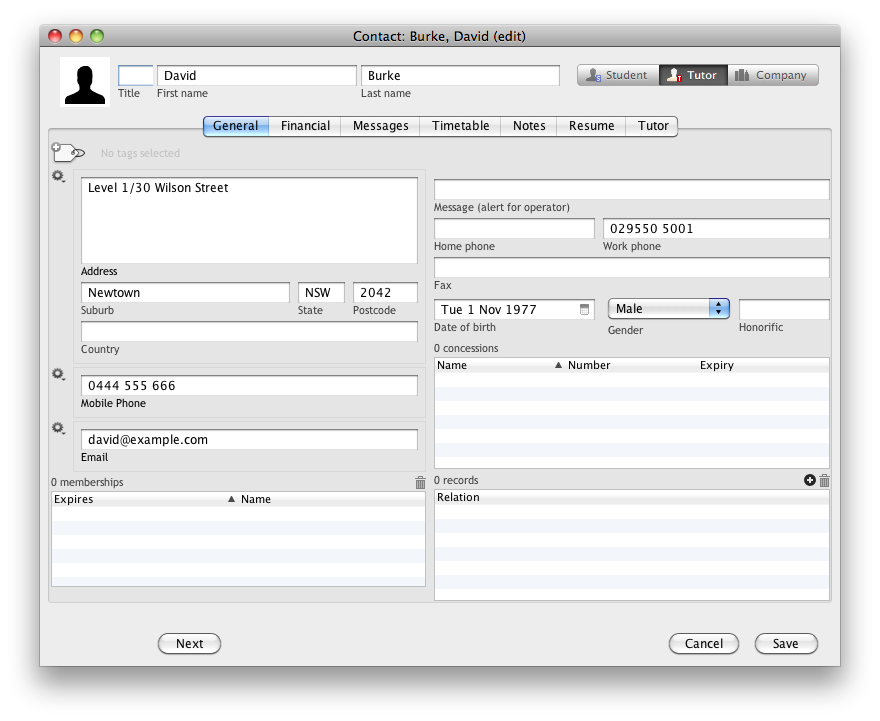 Contact: Burke, David (edit)
David
Burke
Student
Tutor
Company
Title
First name
Last name
General
Financial
Messages
Timetable
Notes
Resume
Tutor
No tags selected
Level 1/30 Wilson Street
Address
Newtown
NSW
2042
Suburb
State
Postcode
Country
0444 555 666
Mobile Phone
david@example.com
Email
0 memberships
Expires
Name
Message (alert for operator)
029550 5001
Home phone
Work phone
Fax
Tue 1 Nov 1977
Male
Date of birth
Gender
Honorific
0 concessions
Name
Number
Expiry
0 records
Relation
Next
Cancel
Save